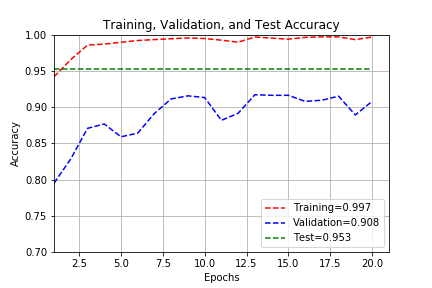 Training, Validation, and Test Accuracy
1.00
0.95
0.90
0.85
0.80
0.75
0.70
Accuracy
2.5 5.0 7.5 10.0 12.5 15.0 17.5 20.0
Epochs
Training=0.997
Validation=0.908
Test=0.953